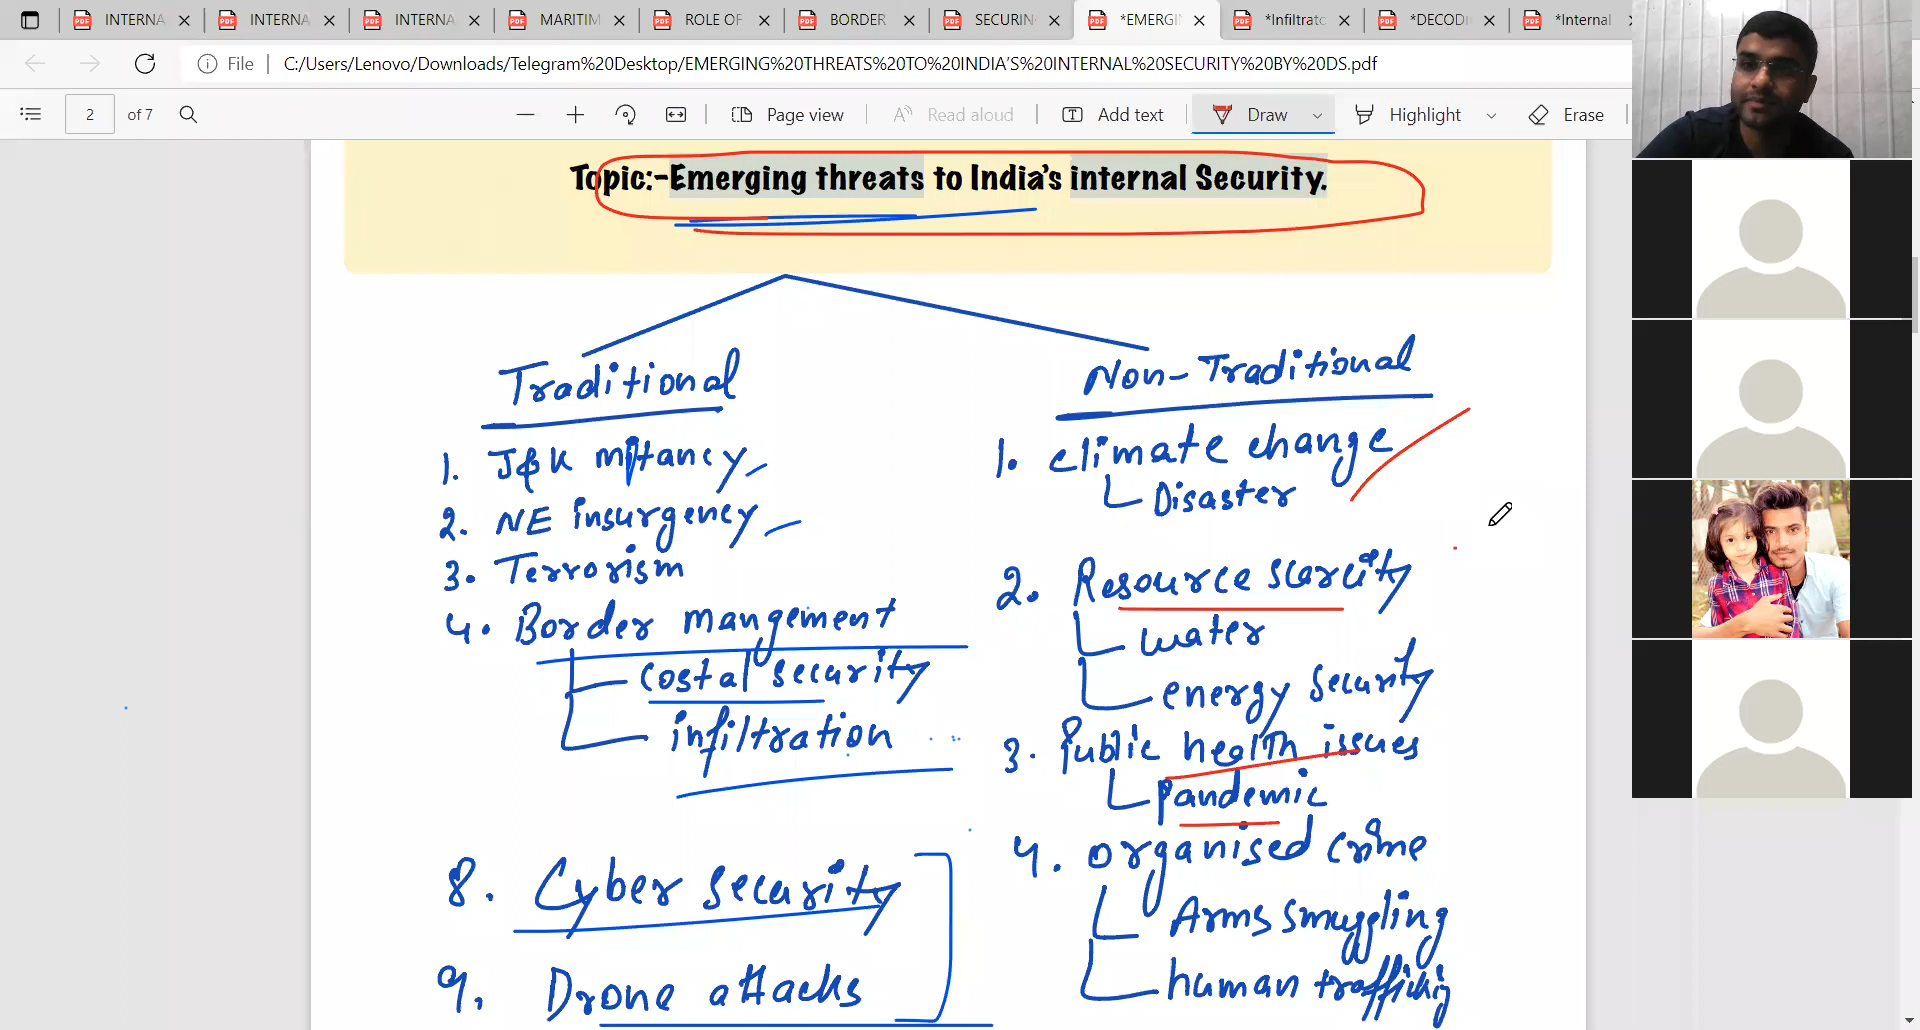 INTERNA
INTERNA
INTERNA
MARITIM
ROLE OF
BORDER
SECURIN
*EMERGI
*Infiltrato
*DECODI
*Internal
File
C:/Users/Lenovo/Downloads/Telegram%20Desktop/EMERGING%20THREATS%20TO%20INDIA'S%20INTERNAL%20SECURITY%20BY%20DS.pdf
2 of 7
Page view
Read aloud
Add text
Draw
Highlight
Erase
Topic:-Emerging threats to India's internal Security.
Traditional
1. J&K militancy
2. NE insurgency
3. Terrorism
4. Border mangement
costal security
infiltration
8. Cyber security
9. Drone attacks
Non-Traditional
1. climate change
Disaster
2. Resource scarcity
water
energy security
3. Public health issues
pandemic
4. organised crime
Arms smuggling
human trafficking